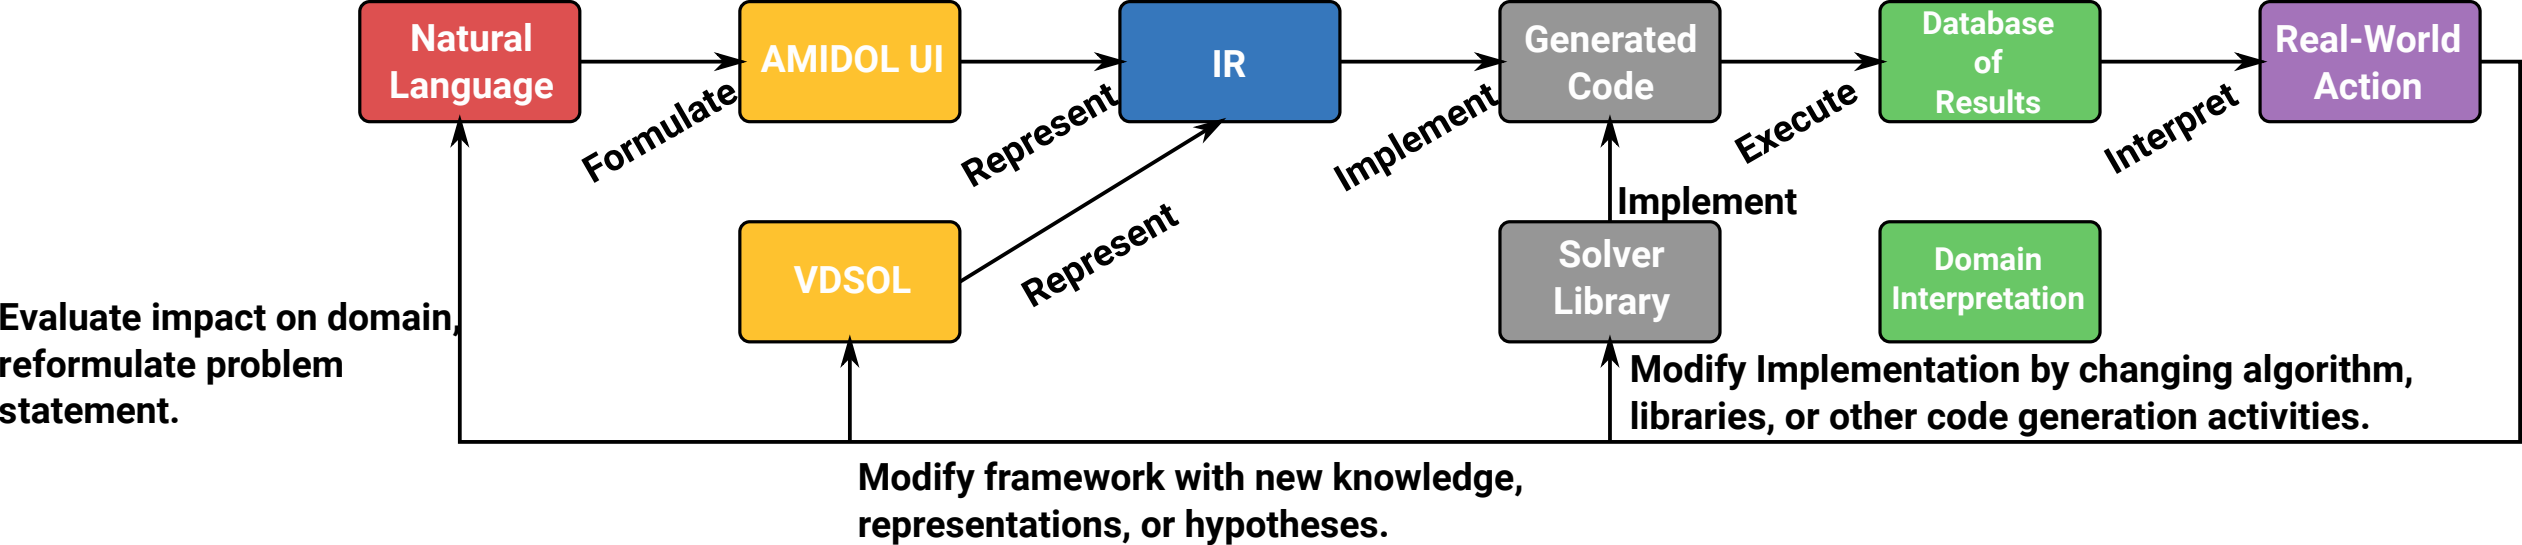 Natural
Language
AMIDOL UI
IR
Generated
Code
Database
of
Results
Real-World
Action
Formulate
Represent
Implement
Execute
Interpret
Implement
Represent
VDSOL
Solver
Library
Domain
Interpretation
Evaluate impact on domain,
reformulate problem
statement.
Modify Implementation by changing algorithm,
libraries, or other code generation activities.
Modify framework with new knowledge,
representations, or hypotheses.